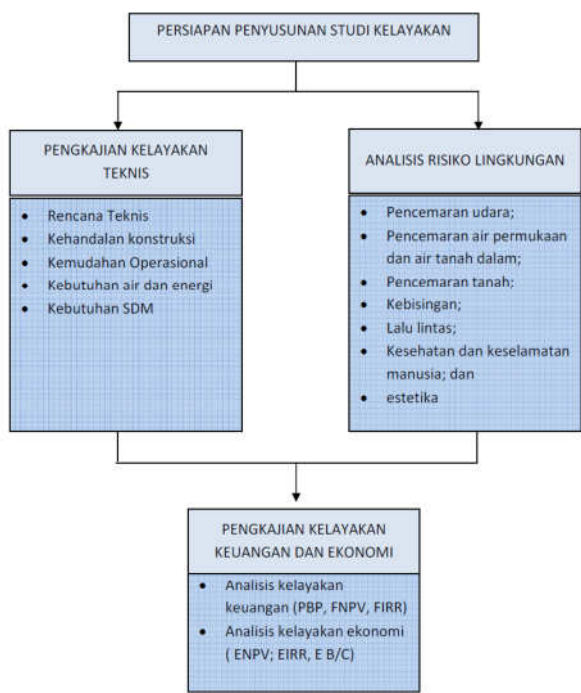 PERSIAPAN PENYUSUNAN STUDI KELAYAKAN
PENGKAJIAN KELAYAKAN
TEKNIS
• Rencana Teknis
• Kehandalan konstruksi
• Kemudahan Operasional
• Kebutuhan air dan energi
• Kebutuhan SDM
ANALISIS RISIKO LINGKUNGAN
• Pencemaran udara;
• Pencemaran air permukaan
dan air tanah dalam;
• Pencemaran tanah;
• Kebisingan;
• Lalu lintas;
• Kesehatan dan keselamatan
manusia; dan
• estetika
PENGKAJIAN KELAYAKAN
KEUANGAN DAN EKONOMI
• Analisis kelayakan
keuangan (PBP, FNPV, FIRR)
• Analisis kelayakan ekonomi
( ENPV; EIRR, E B/C)